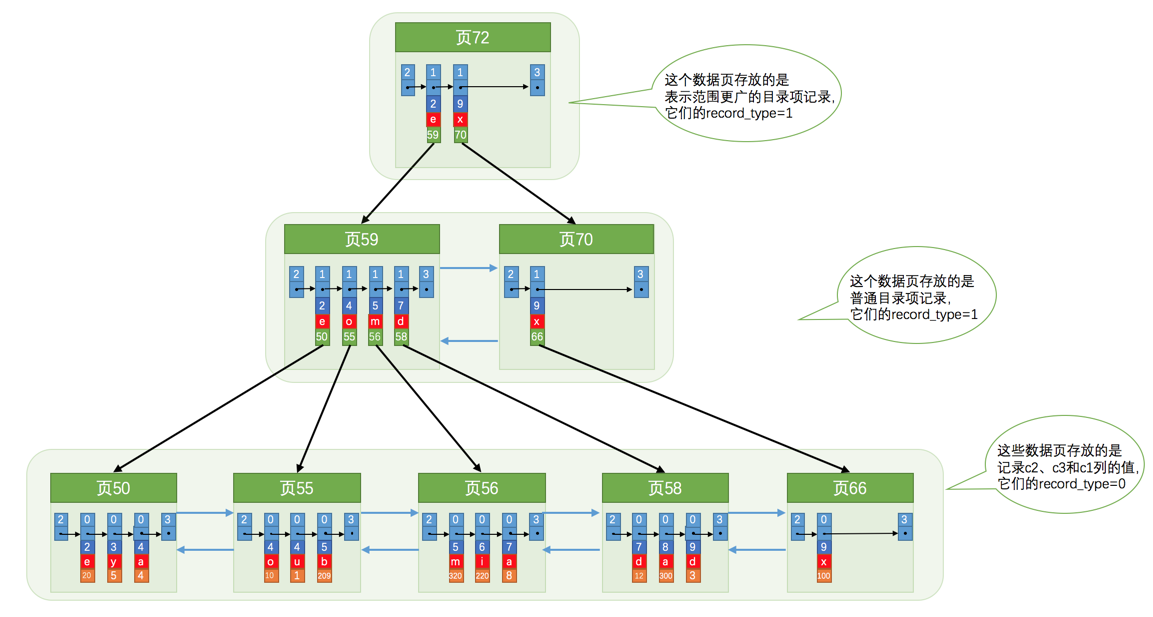 页72
2 1 1 3
2 9
e x
59 70
这个数据页存放的是
表示范围更广的目录项记录,
它们的record_type=1
页59
2 1 1 1 1 3
2 4 5 7
e o m d
50 55 56 58
页70
2 1 3
9
x
66
这个数据页存放的是
普通目录项记录,
它们的record_type=1
页50
2 0 0 0 3
2 3 4
e y a
20 5 4
页55
2 0 0 0 3
4 4 5
o u b
10 1 209
页56
2 0 0 0 3
5 6 7
m i a
320 220 8
页58
2 0 0 0 3
7 8 9
d a d
12 300 3
页66
2 0 3
9
x
100
这些数据页存放的是
记录c2、c3和c1列的值,
它们的record_type=0